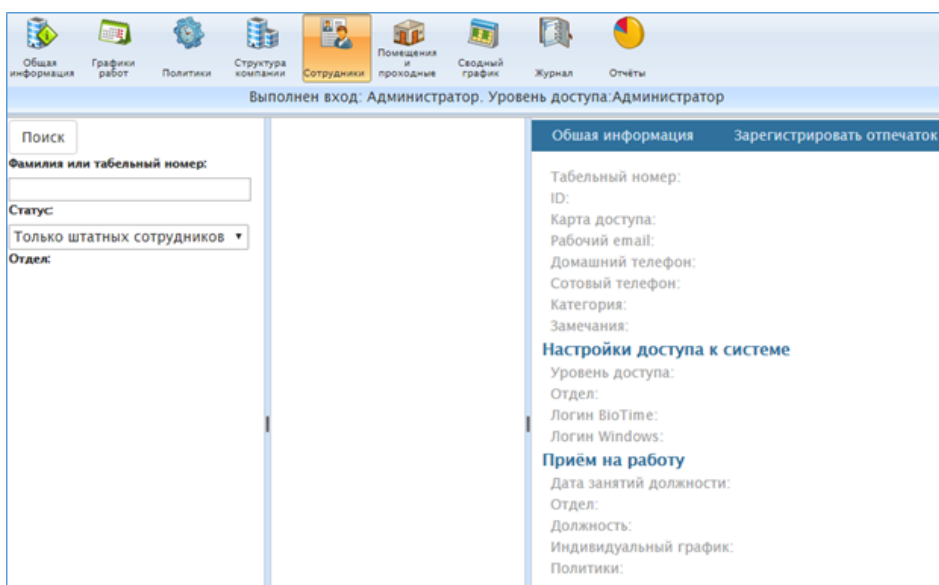 Общая
информация
Графики
работ
Политики
Структура
компании
Сотрудники
Помещения
и
проходные
Сводный
график
Журнал
Отчёты
Выполнен вход: Администратор. Уровень доступа:Администратор
Поиск
Фамилия или табельный номер:
Статус:
Только штатных сотрудников
Отдел:
Обшая информация
Зарегистрировать отпечаток
Табельный номер:
ID:
Карта доступа:
Рабочий email:
Домашний телефон:
Сотовый телефон:
Категория:
Замечания:
Настройки доступа к системе
Уровень доступа:
Отдел:
Логин BioTime:
Логин Windows:
Приём на работу
Дата занятий должности:
Отдел:
Должность:
Индивидуальный график:
Политики: